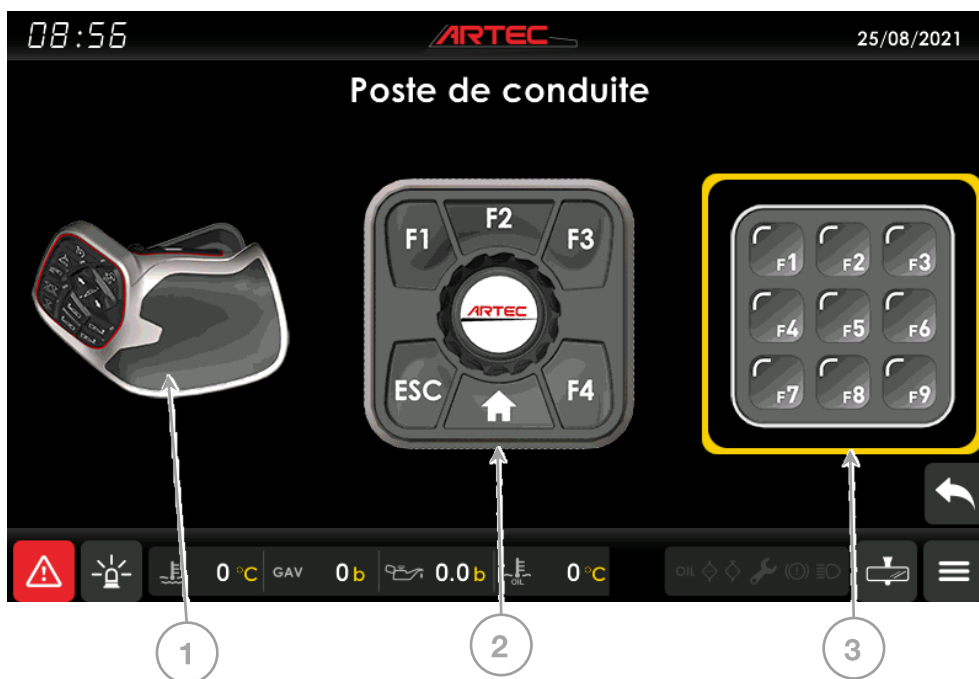 08:56
ARTEC
25/08/2021
Poste de conduite
F1
F2
F3
ARTEC
ESC
F4
F1
F2
F3
F4
F5
F6
F7
F8
F9
0 °C
GAV
0 b
0.0 b
OIL
0 °C
OIL
1
2
3